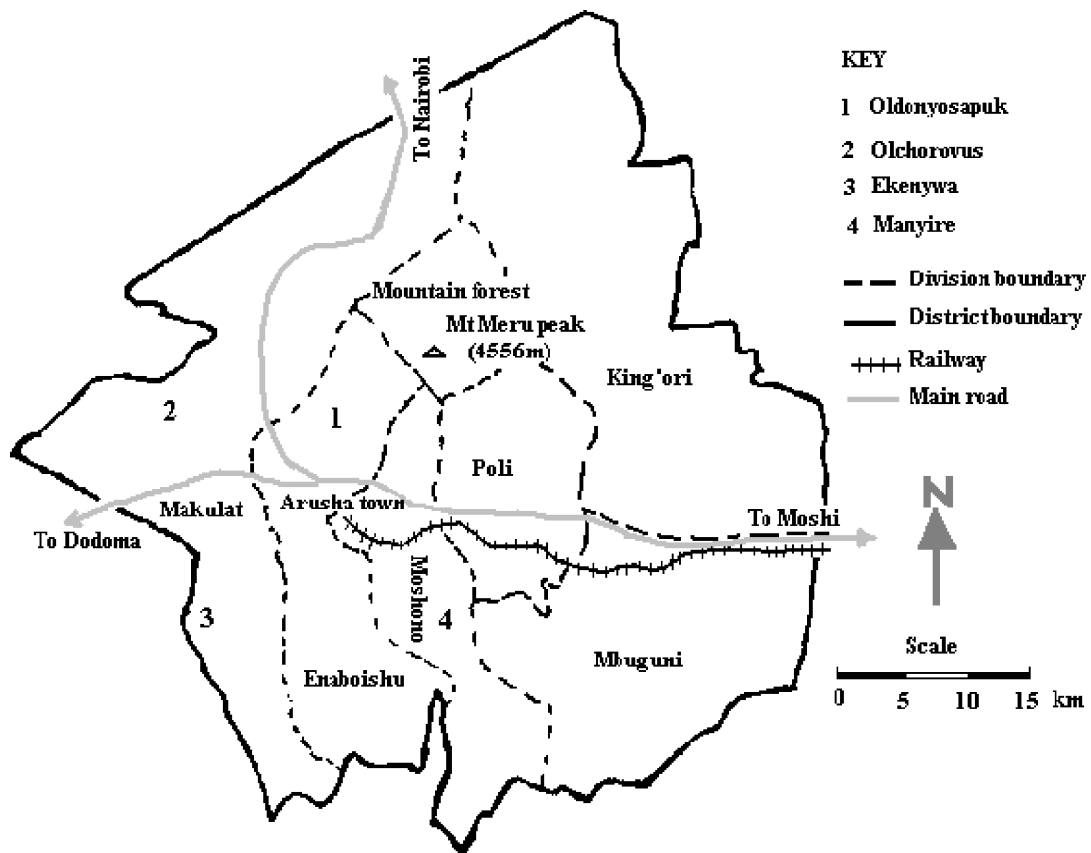 To Nairobi
Mountain forest
Mt Meru peak
(4556m)
King'ori
2
1
Poli
Makulat
Arusha town
To Moshi
To Dodoma
3
Moshono
4
Enaboishu
Mbuguni
KEY
1 Oldonyosapuk
2 Olchorovus
3 Ekenywa
4 Manyire
Division boundary
District boundary
Railway
Main road
N
Scale
0 5 10 15 km